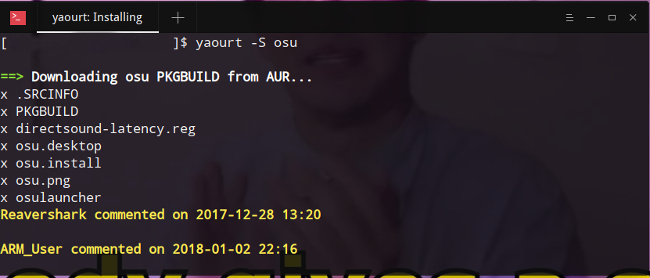 yaourt: Installing
[ ]$ yaourt -S osu
==> Downloading osu PKGBUILD from AUR...
x .SRCINFO
x PKGBUILD
x directsound-latency.reg
x osu.desktop
x osu.install
x osu.png
x osulauncher
Reavershark commented on 2017-12-28 13:20
ARM_User commented on 2018-01-02 22:16